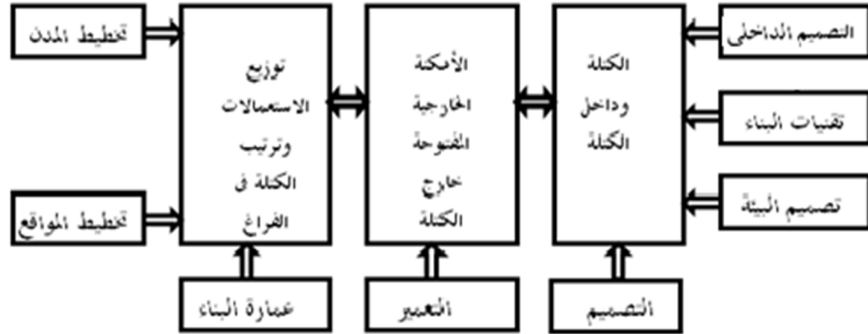 التصميم الداخلى
تقنيات البناء
تصميم البيئة
الكتلة
وداخل
الكتلة
التصميم
الأمكنة
الخارجية
المفتوحة
خارج
الكتلة
التعمير
توزيع
الاستعمالات
وترتيب
الكتلة فى
الفراغ
عمارة البناء
تخطيط المدن
تخطيط المواقع